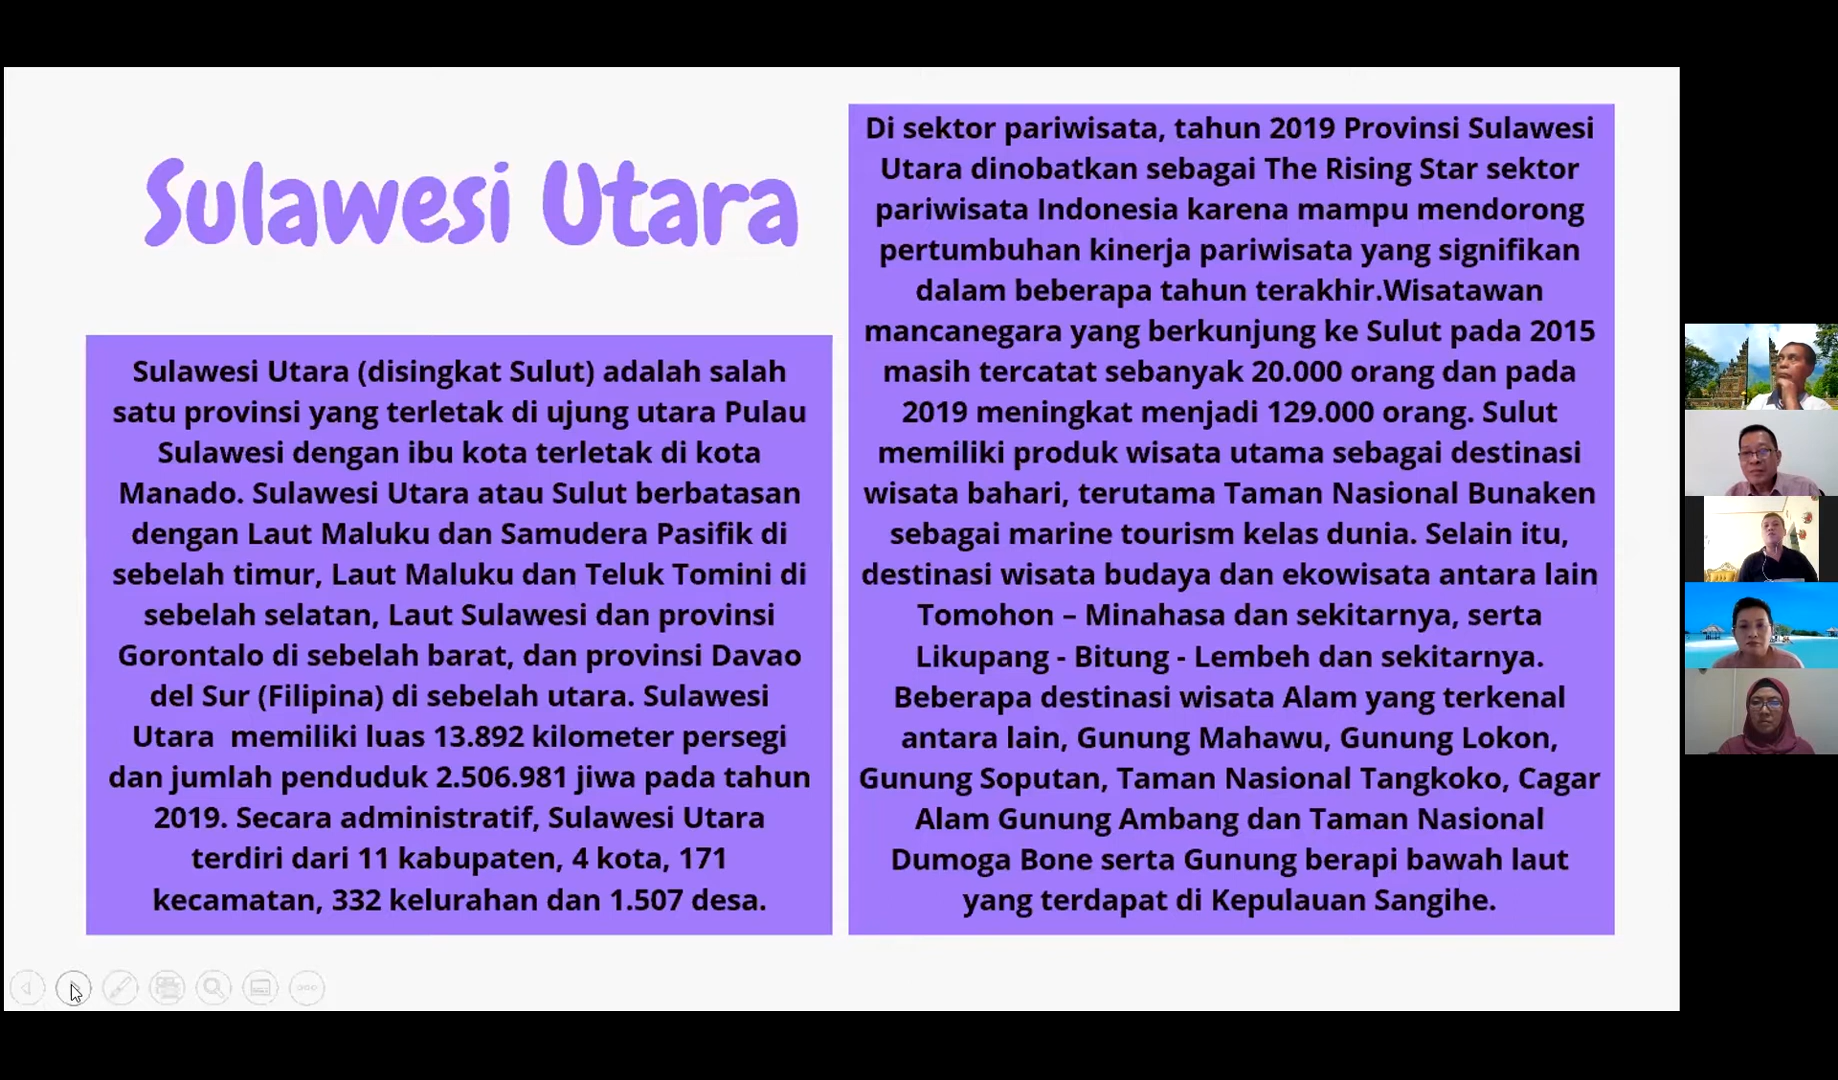 Sulawesi Utara
Sulawesi Utara (disingkat Sulut) adalah salah
satu provinsi yang terletak di ujung utara Pulau
Sulawesi dengan ibu kota terletak di kota
Manado. Sulawesi Utara atau Sulut berbatasan
dengan Laut Maluku dan Samudera Pasifik di
sebelah timur, Laut Maluku dan Teluk Tomini di
sebelah selatan, Laut Sulawesi dan provinsi
Gorontalo di sebelah barat, dan provinsi Davao
del Sur (Filipina) di sebelah utara. Sulawesi
Utara  memiliki luas 13.892 kilometer persegi
dan jumlah penduduk 2.506.981 jiwa pada tahun
2019. Secara administratif, Sulawesi Utara
terdiri dari 11 kabupaten, 4 kota, 171
kecamatan, 332 kelurahan dan 1.507 desa.
Di sektor pariwisata, tahun 2019 Provinsi Sulawesi
Utara dinobatkan sebagai The Rising Star sektor
pariwisata Indonesia karena mampu mendorong
pertumbuhan kinerja pariwisata yang signifikan
dalam beberapa tahun terakhir.Wisatawan
mancanegara yang berkunjung ke Sulut pada 2015
masih tercatat sebanyak 20.000 orang dan pada
2019 meningkat menjadi 129.000 orang. Sulut
memiliki produk wisata utama sebagai destinasi
wisata bahari, terutama Taman Nasional Bunaken
sebagai marine tourism kelas dunia. Selain itu,
destinasi wisata budaya dan ekowisata antara lain
Tomohon – Minahasa dan sekitarnya, serta
Likupang - Bitung - Lembeh dan sekitarnya.
Beberapa destinasi wisata Alam yang terkenal
antara lain, Gunung Mahawu, Gunung Lokon,
Gunung Soputan, Taman Nasional Tangkoko, Cagar
Alam Gunung Ambang dan Taman Nasional
Dumoga Bone serta Gunung berapi bawah laut
yang terdapat di Kepulauan Sangihe.